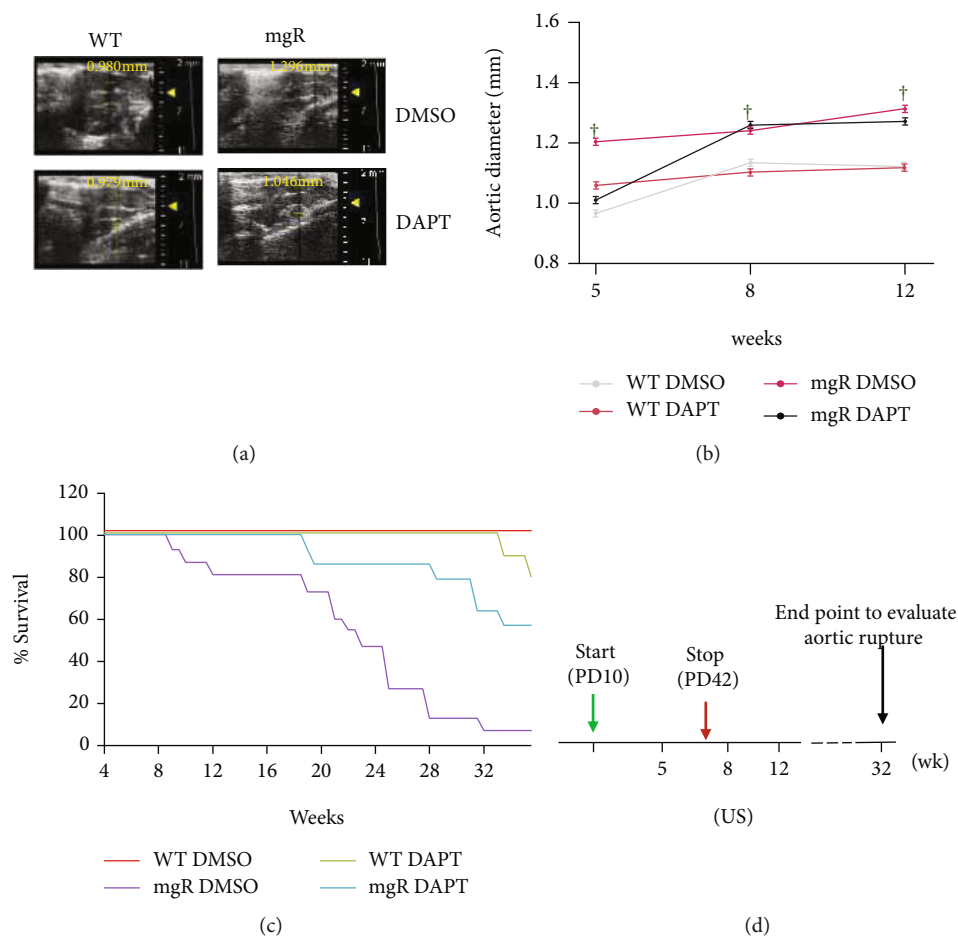 WT
mgR
0.980mm
2 mm
1.296mm
2 mm
DMSO
0.979mm
2 mm
1.046mm
2 mm
DAPT
(a)
1.6
1.4
1.2
1.0
0.8
Aortic diameter (mm)
†
†
†
5
8
12
weeks
WT DMSO
mgR DMSO
WT DAPT
mgR DAPT
(b)
120
100
80
60
40
20
0
% Survival
4
8
12
16
20
24
28
32
Weeks
WT DMSO
WT DAPT
mgR DMSO
mgR DAPT
(c)
End point to evaluate
aortic rupture
Start
(PD10)
Stop
(PD42)
5
8
12
32
(wk)
(US)
(d)